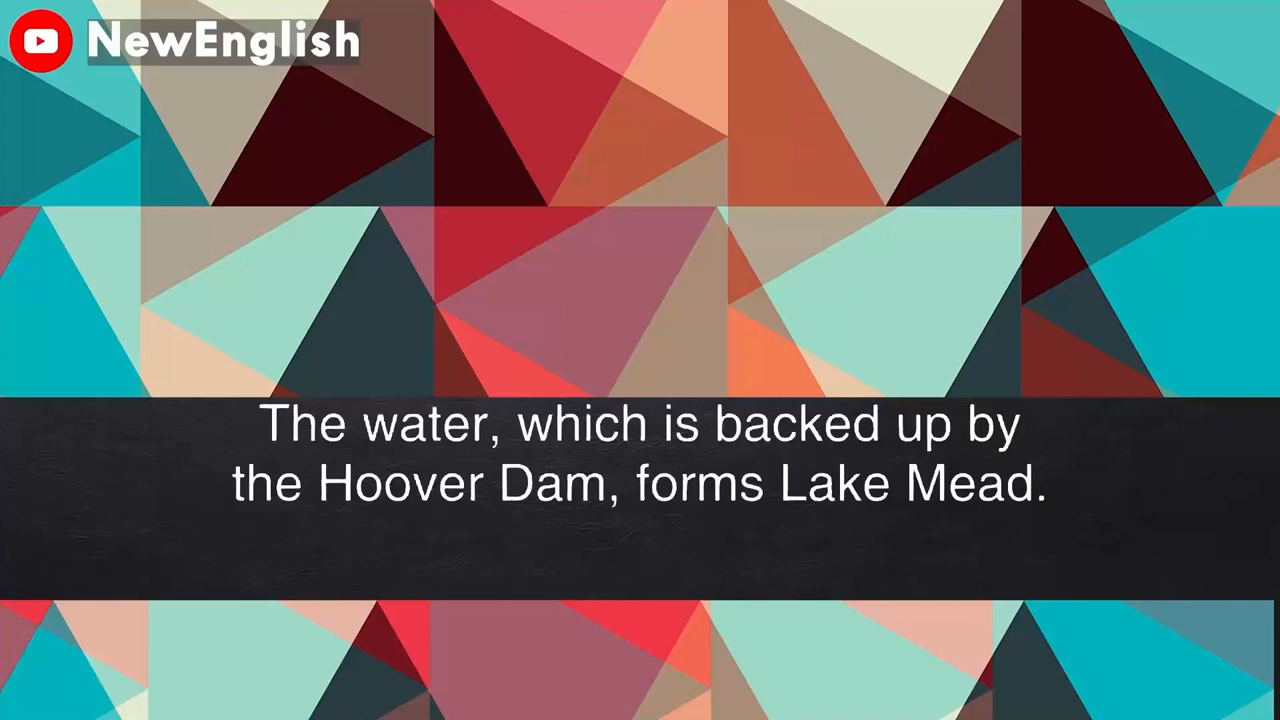 NewEnglish
The water, which is backed up by
the Hoover Dam, forms Lake Mead.